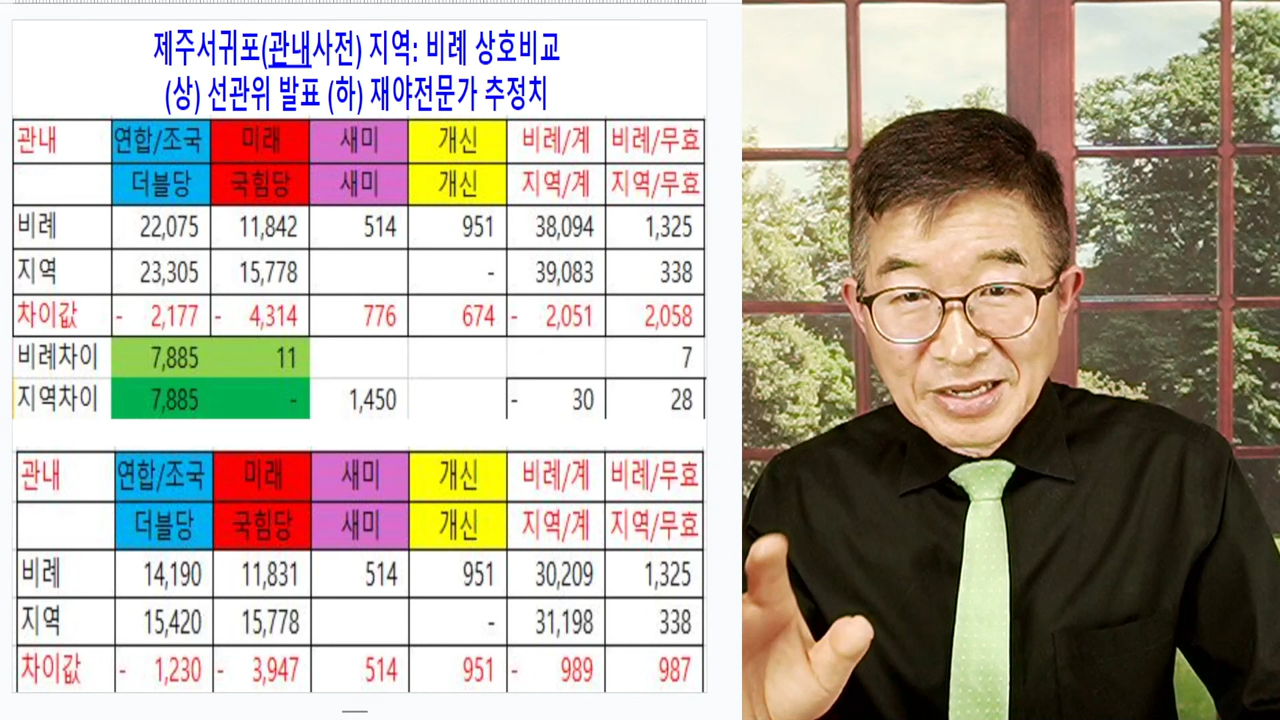 제주서귀포(관내사전) 지역: 비례 상호비교
(상) 선관위 발표 (하) 재야전문가 추정치
관내 연합/조국 미래 새미 개신 비례/계 비례/무효
더블당 국힘당 새미 개신 지역/계 지역/무효
비례 22,075 11,842 514 951 38,094 1,325
지역 23,305 15,778 - 39,083 338
차이값 - 2,177 - 4,314 776 674 - 2,051 2,058
비례차이 7,885 11 7
지역차이 7,885 - 1,450 - 30 28
관내 연합/조국 미래 새미 개신 비례/계 비례/무효
더블당 국힘당 새미 개신 지역/계 지역/무효
비례 14,190 11,831 514 951 30,209 1,325
지역 15,420 15,778 - 31,198 338
차이값 - 1,230 - 3,947 514 951 - 989 987